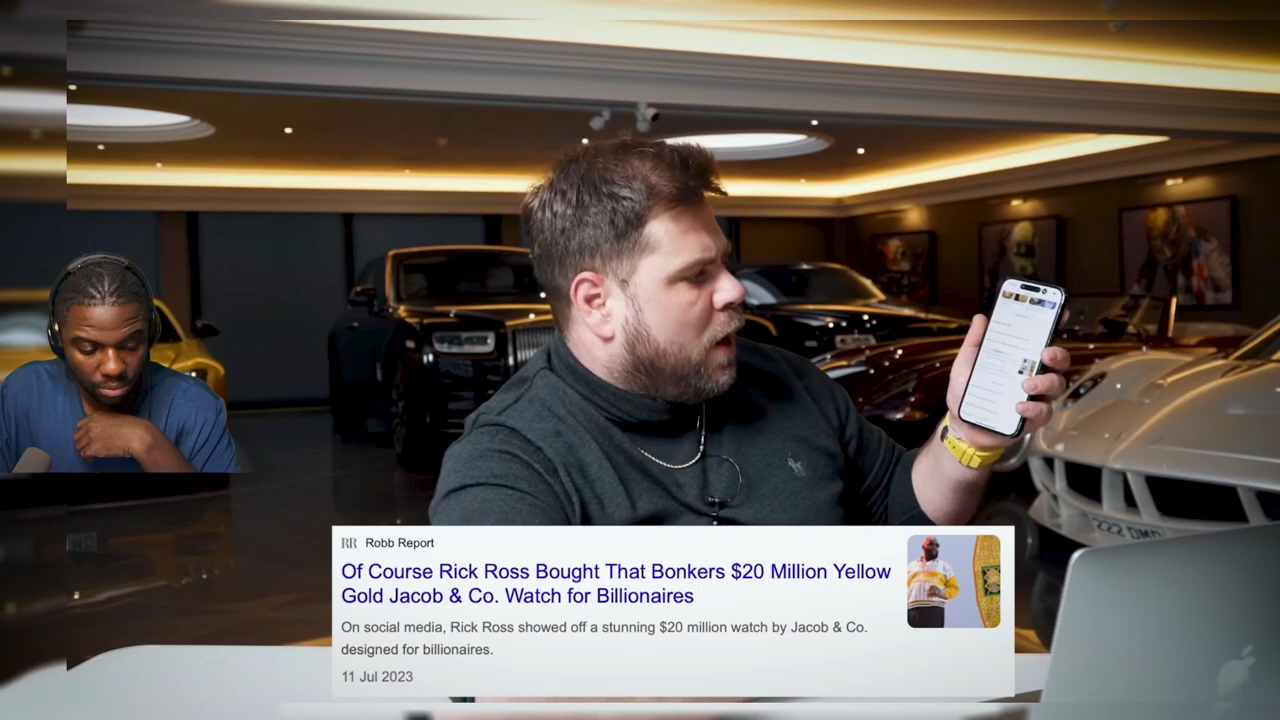 222 DMD
RR Robb Report
Of Course Rick Ross Bought That Bonkers $20 Million Yellow
Gold Jacob & Co. Watch for Billionaires
On social media, Rick Ross showed off a stunning $20 million watch by Jacob & Co.
designed for billionaires.
11 Jul 2023